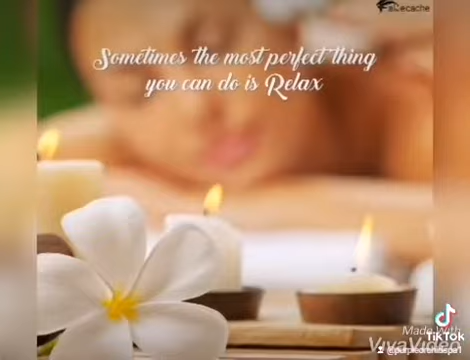 Sometimes the most perfect thing
you can do is Relax
Made With
TikTok
VivaVideo